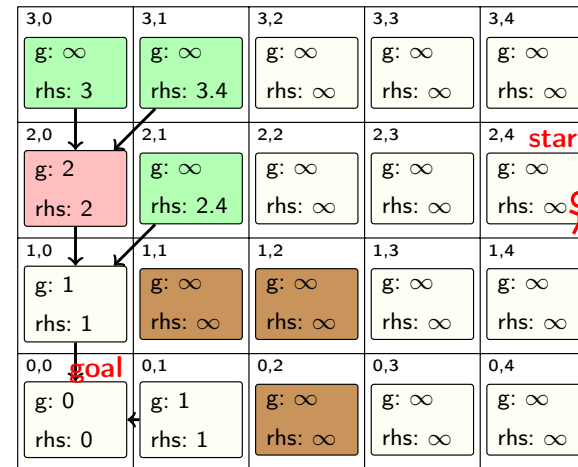 3,0 3,1 3,2 3,3 3,4
g: ∞ g: ∞ g: ∞ g: ∞ g: ∞
rhs: 3 rhs: 3.4 rhs: ∞ rhs: ∞ rhs: ∞
2,0 2,1 2,2 2,3 2,4 star
g: 2 g: ∞ g: ∞ g: ∞ g: ∞
rhs: 2 rhs: 2.4 rhs: ∞ rhs: ∞ rhs: ∞
1,0 1,1 1,2 1,3 1,4
g: 1 g: ∞ g: ∞ g: ∞ g: ∞
rhs: 1 rhs: ∞ rhs: ∞ rhs: ∞ rhs: ∞
0,0 goal 0,1 0,2 0,3 0,4
g: 0 g: 1 g: ∞ g: ∞ g: ∞
rhs: 0 rhs: 1 rhs: ∞ rhs: ∞ rhs: ∞